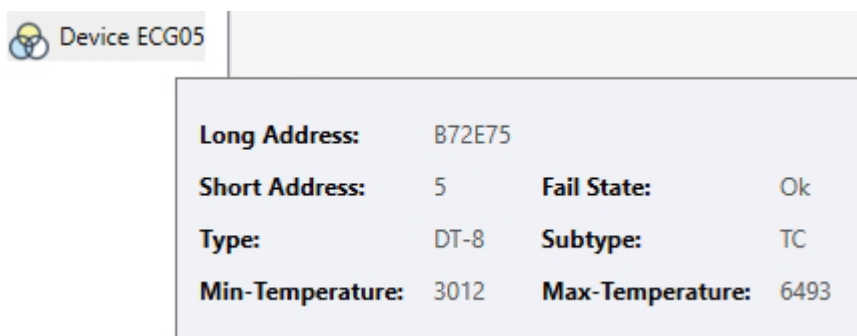 Device ECG05
Long Address: B72E75
Short Address: 5 Fail State: Ok
Type: DT-8 Subtype: TC
Min-Temperature: 3012 Max-Temperature: 6493